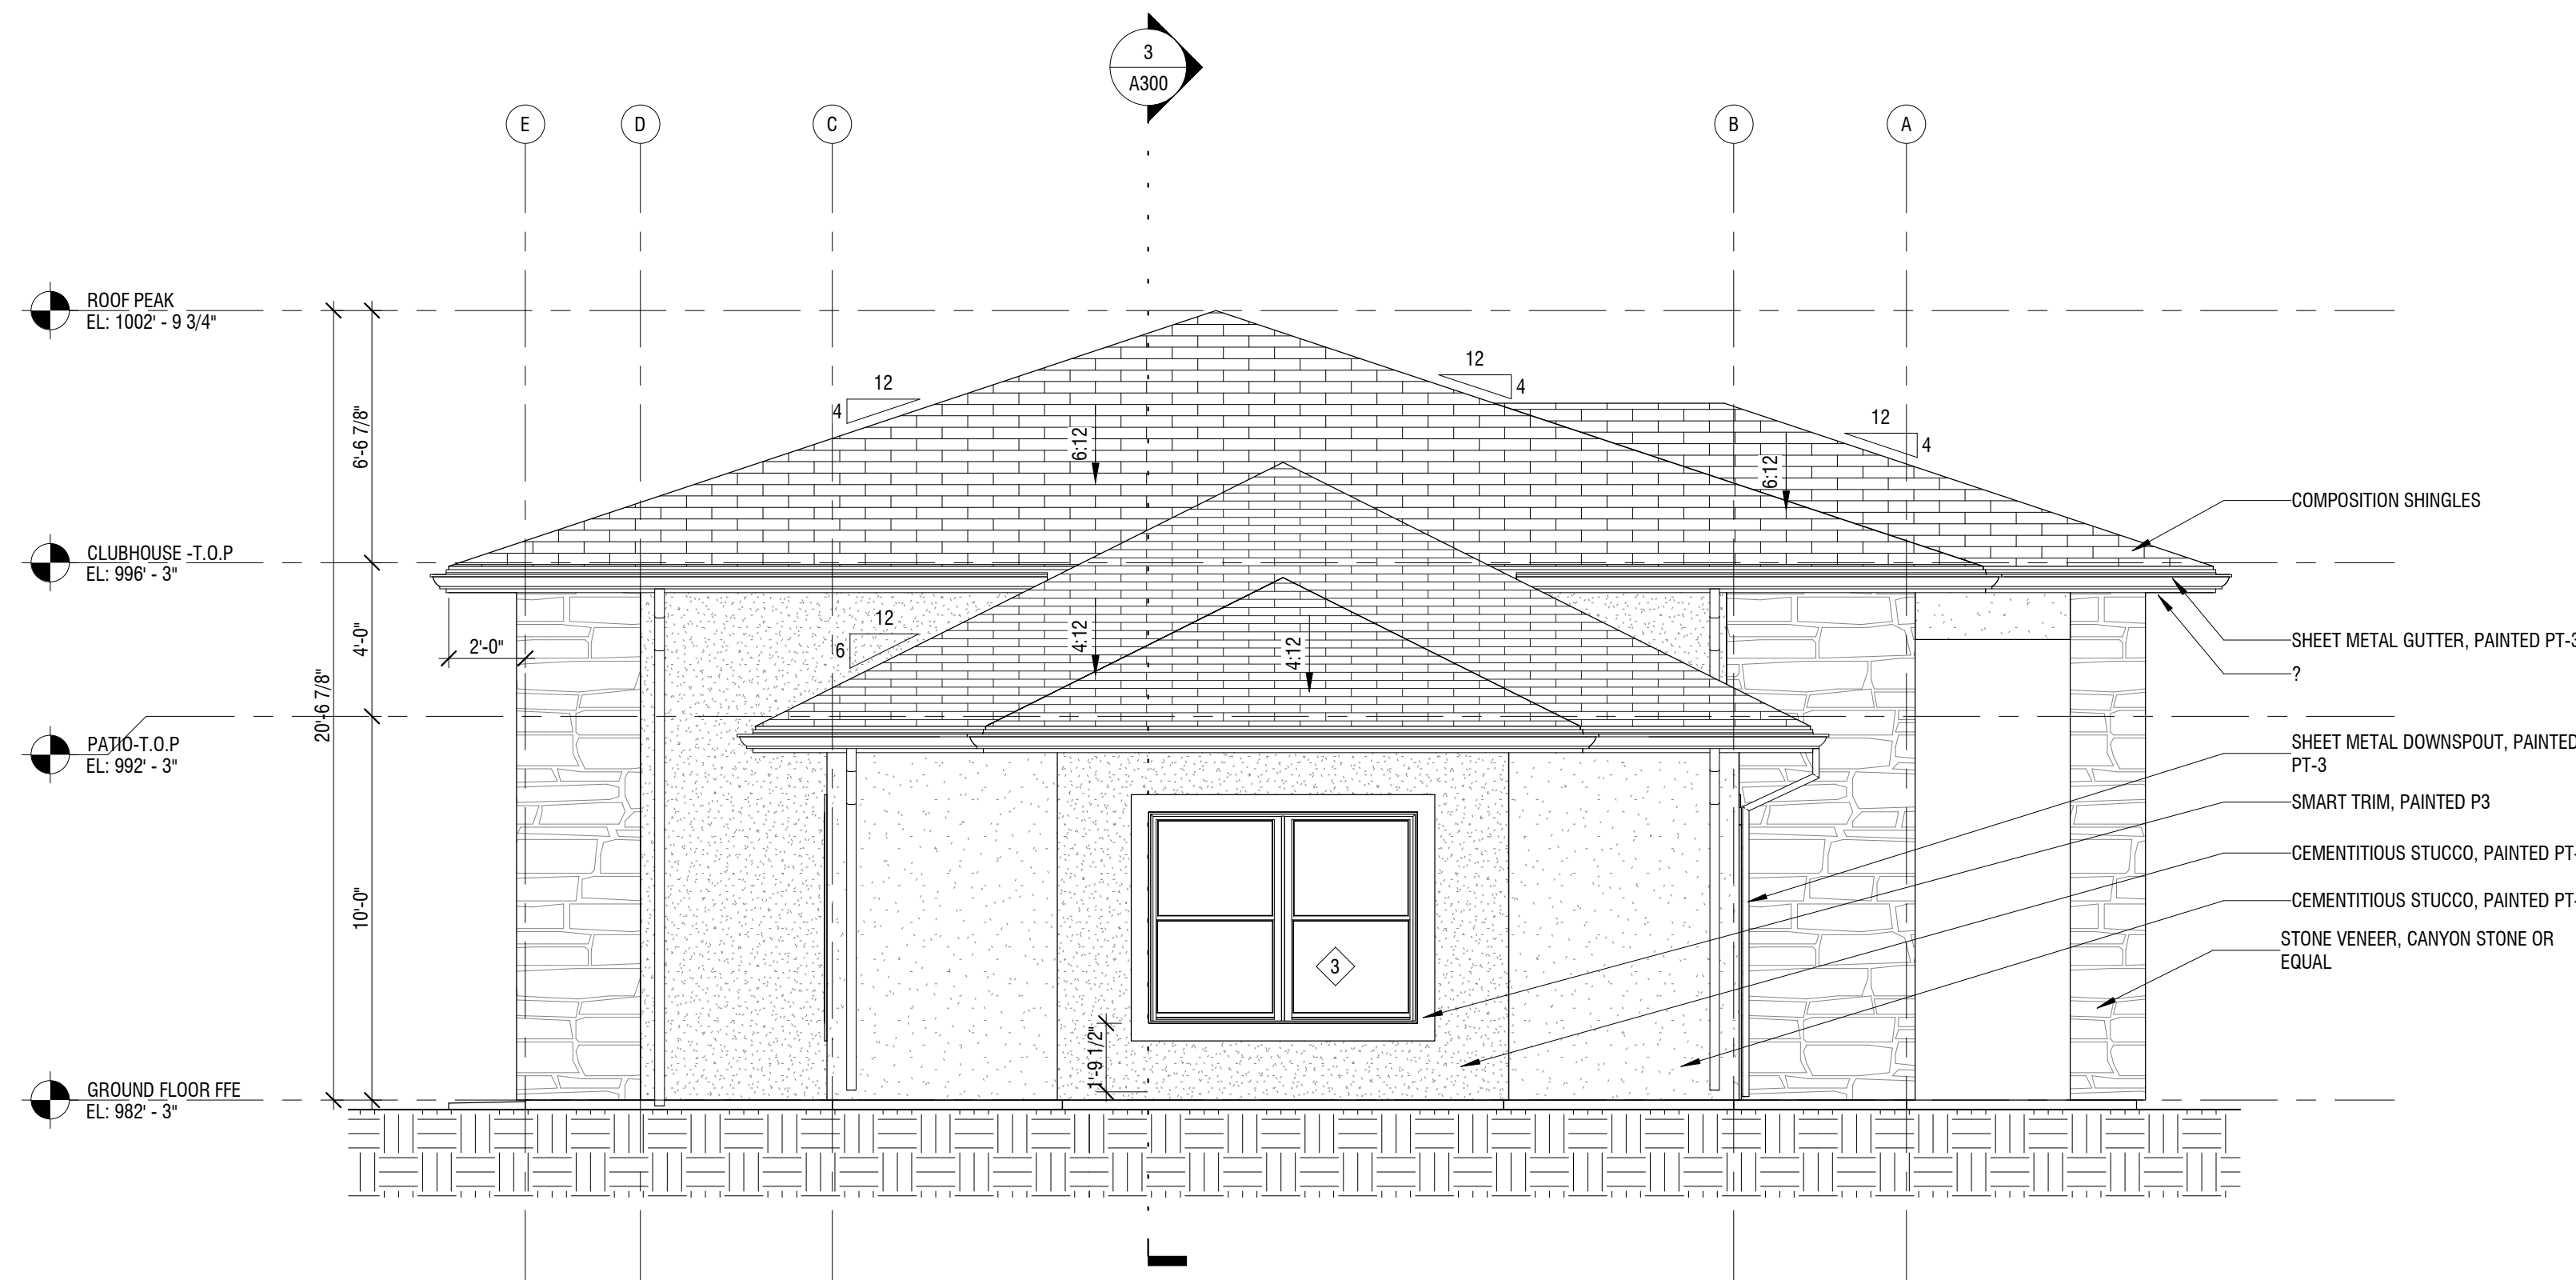 3
A300
E
D
C
B
A
ROOF PEAK
EL: 1002' - 9 3/4"
CLUBHOUSE -T.O.P
EL: 996' - 3"
PATIO-T.O.P
EL: 992' - 3"
GROUND FLOOR FFE
EL: 982' - 3"
20'-6 7/8"
6'-6 7/8"
4'-0"
10'-0"
2'-0"
12
4
12
4
12
4
12
6
6:12
6:12
4:12
4:12
1'-9 1/2"
3
COMPOSITION SHINGLES
SHEET METAL GUTTER, PAINTED PT-3
?
SHEET METAL DOWNSPOUT, PAINTED
PT-3
SMART TRIM, PAINTED P3
CEMENTITIOUS STUCCO, PAINTED PT-
CEMENTITIOUS STUCCO, PAINTED PT-
STONE VENEER, CANYON STONE OR
EQUAL